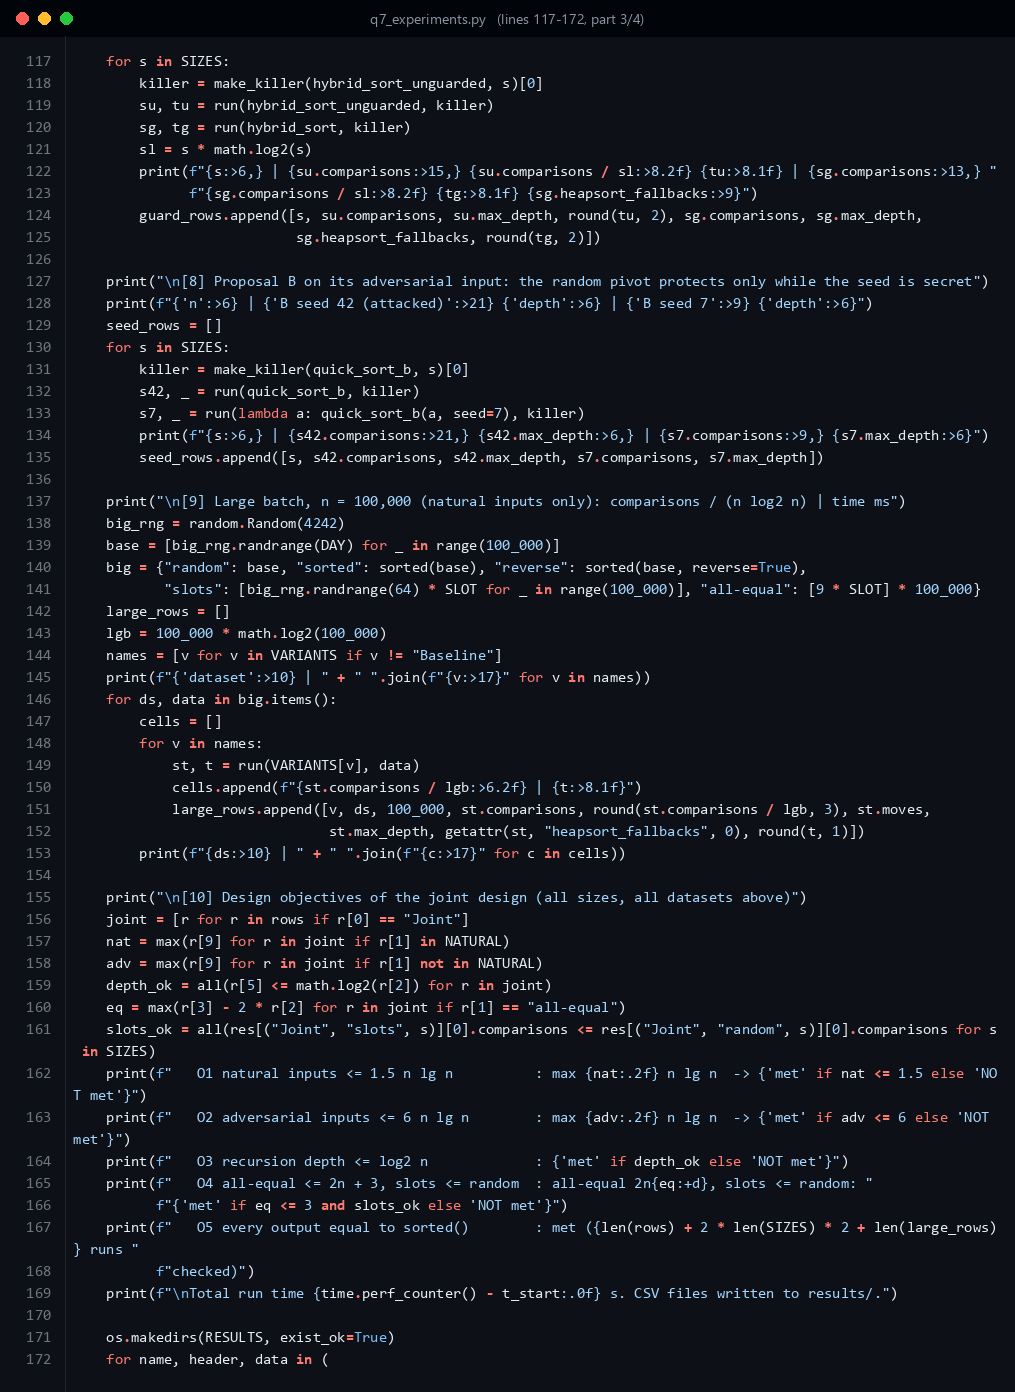 q7_experiments.py (lines 117-172, part 3/4)
117     for s in SIZES:
118         killer = make_killer(hybrid_sort_unguarded, s)[0]
119         su, tu = run(hybrid_sort_unguarded, killer)
120         sg, tg = run(hybrid_sort, killer)
121         sl = s * math.log2(s)
122         print(f"{s:>6,} | {su.comparisons:>15,} {su.comparisons / sl:>8.2f} {tu:>8.1f} | {sg.comparisons:>13,} "
123               f"{sg.comparisons / sl:>8.2f} {tg:>8.1f} {sg.heapsort_fallbacks:>9}")
124         guard_rows.append([s, su.comparisons, su.max_depth, round(tu, 2), sg.comparisons, sg.max_depth,
125                            sg.heapsort_fallbacks, round(tg, 2)])
126
127     print("\n[8] Proposal B on its adversarial input: the random pivot protects only while the seed is secret")
128     print(f"{'n':>6} | {'B seed 42 (attacked)':>21} {'depth':>6} | {'B seed 7':>9} {'depth':>6}")
129     seed_rows = []
130     for s in SIZES:
131         killer = make_killer(quick_sort_b, s)[0]
132         s42, _ = run(quick_sort_b, killer)
133         s7, _ = run(lambda a: quick_sort_b(a, seed=7), killer)
134         print(f"{s:>6,} | {s42.comparisons:>21,} {s42.max_depth:>6,} | {s7.comparisons:>9,} {s7.max_depth:>6}")
135         seed_rows.append([s, s42.comparisons, s42.max_depth, s7.comparisons, s7.max_depth])
136
137     print("\n[9] Large batch, n = 100,000 (natural inputs only): comparisons / (n log2 n) | time ms")
138     big_rng = random.Random(4242)
139     base = [big_rng.randrange(DAY) for _ in range(100_000)]
140     big = {"random": base, "sorted": sorted(base), "reverse": sorted(base, reverse=True),
141            "slots": [big_rng.randrange(64) * SLOT for _ in range(100_000)], "all-equal": [9 * SLOT] * 100_000}
142     large_rows = []
143     lgb = 100_000 * math.log2(100_000)
144     names = [v for v in VARIANTS if v != "Baseline"]
145     print(f"{'dataset':>10} | " + " ".join(f"{v:>17}" for v in names))
146     for ds, data in big.items():
147         cells = []
148         for v in names:
149             st, t = run(VARIANTS[v], data)
150             cells.append(f"{st.comparisons / lgb:>6.2f} | {t:>8.1f}")
151             large_rows.append([v, ds, 100_000, st.comparisons, round(st.comparisons / lgb, 3), st.moves,
152                                st.max_depth, getattr(st, "heapsort_fallbacks", 0), round(t, 1)])
153         print(f"{ds:>10} | " + " ".join(f"{c:>17}" for c in cells))
154
155     print("\n[10] Design objectives of the joint design (all sizes, all datasets above)")
156     joint = [r for r in rows if r[0] == "Joint"]
157     nat = max(r[9] for r in joint if r[1] in NATURAL)
158     adv = max(r[9] for r in joint if r[1] not in NATURAL)
159     depth_ok = all(r[5] <= math.log2(r[2]) for r in joint)
160     eq = max(r[3] - 2 * r[2] for r in joint if r[1] == "all-equal")
161     slots_ok = all(res[("Joint", "slots", s)][0].comparisons <= res[("Joint", "random", s)][0].comparisons for s
 in SIZES)
162     print(f"   O1 natural inputs <= 1.5 n lg n          : max {nat:.2f} n lg n  -> {'met' if nat <= 1.5 else 'NO
T met'}")
163     print(f"   O2 adversarial inputs <= 6 n lg n        : max {adv:.2f} n lg n  -> {'met' if adv <= 6 else 'NOT
met'}")
164     print(f"   O3 recursion depth <= log2 n             : {'met' if depth_ok else 'NOT met'}")
165     print(f"   O4 all-equal <= 2n + 3, slots <= random  : all-equal 2n{eq:+d}, slots <= random: "
166           f"{'met' if eq <= 3 and slots_ok else 'NOT met'}")
167     print(f"   O5 every output equal to sorted()        : met ({len(rows) + 2 * len(SIZES) * 2 + len(large_rows)
} runs "
168           f"checked)")
169     print(f"\nTotal run time {time.perf_counter() - t_start:.0f} s. CSV files written to results/.")
170
171     os.makedirs(RESULTS, exist_ok=True)
172     for name, header, data in (